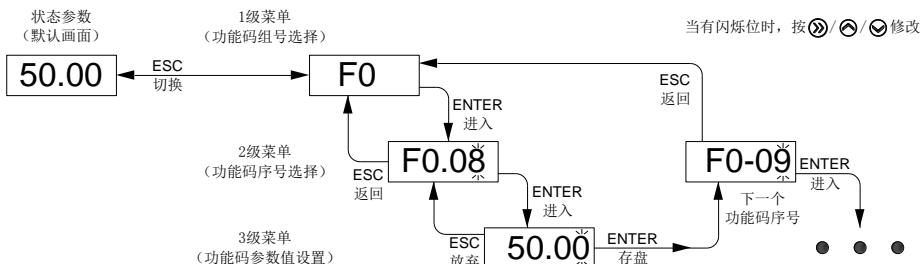 状态参数
（默认画面）
1级菜单
（功能码组号选择）
当有闪烁位时，按 / / 修改
50.00
ESC
切换
F0
ESC
返回
ENTER
进入
2级菜单
（功能码序号选择）
ESC
返回
F0.08
F0-09
ENTER
进入
ENTER
进入
下一个
功能码序号
3级菜单
（功能码参数值设置）
ESC
放弃
50.00
ENTER
存盘